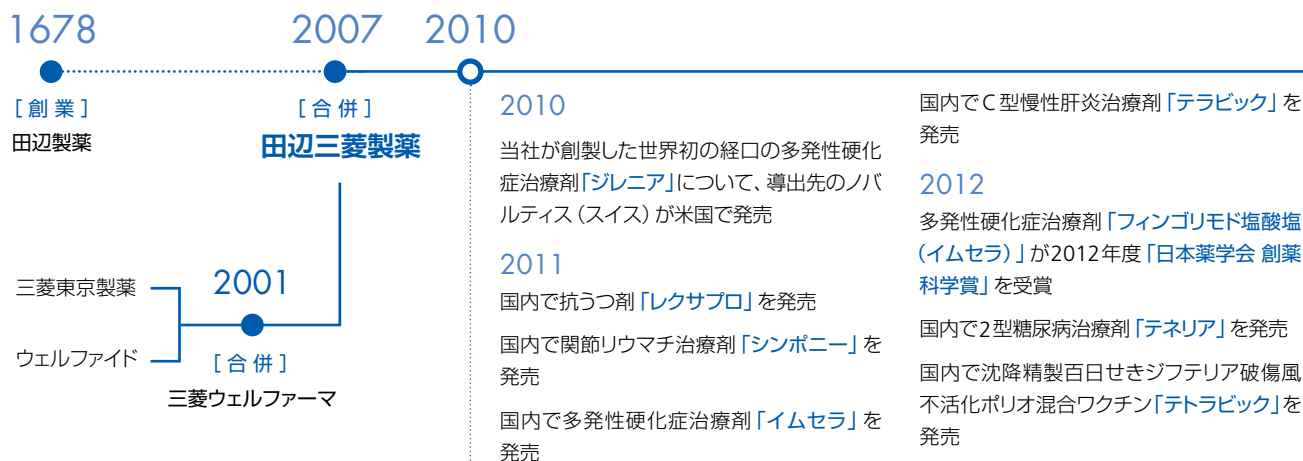 1678
2007
2010
[創業]
田辺製薬
[合併]
田辺三菱製薬
三菱東京製薬
ウェルファイド
2001
[合併]
三菱ウェルファーマ
2010
当社が創製した世界初の経口の多発性硬化
症治療剤「ジレニア」について、導出先のノバ
ルティス(スイス)が米国で発売
2011
国内で抗うつ剤「レクサプロ」を発売
国内で関節リウマチ治療剤「シンポニー」を
発売
国内で多発性硬化症治療剤「イムセラ」を
発売
国内でC型慢性肝炎治療剤「テラビック」を
発売
2012
多発性硬化症治療剤「フィンゴリモド塩酸塩
(イムセラ)」が2012年度「日本薬学会 創薬
科学賞」を受賞
国内で2型糖尿病治療剤「テネリア」を発売
国内で沈降精製百日せきジフテリア破傷風
不活化ポリオ混合ワクチン「テトラビック」を
発売